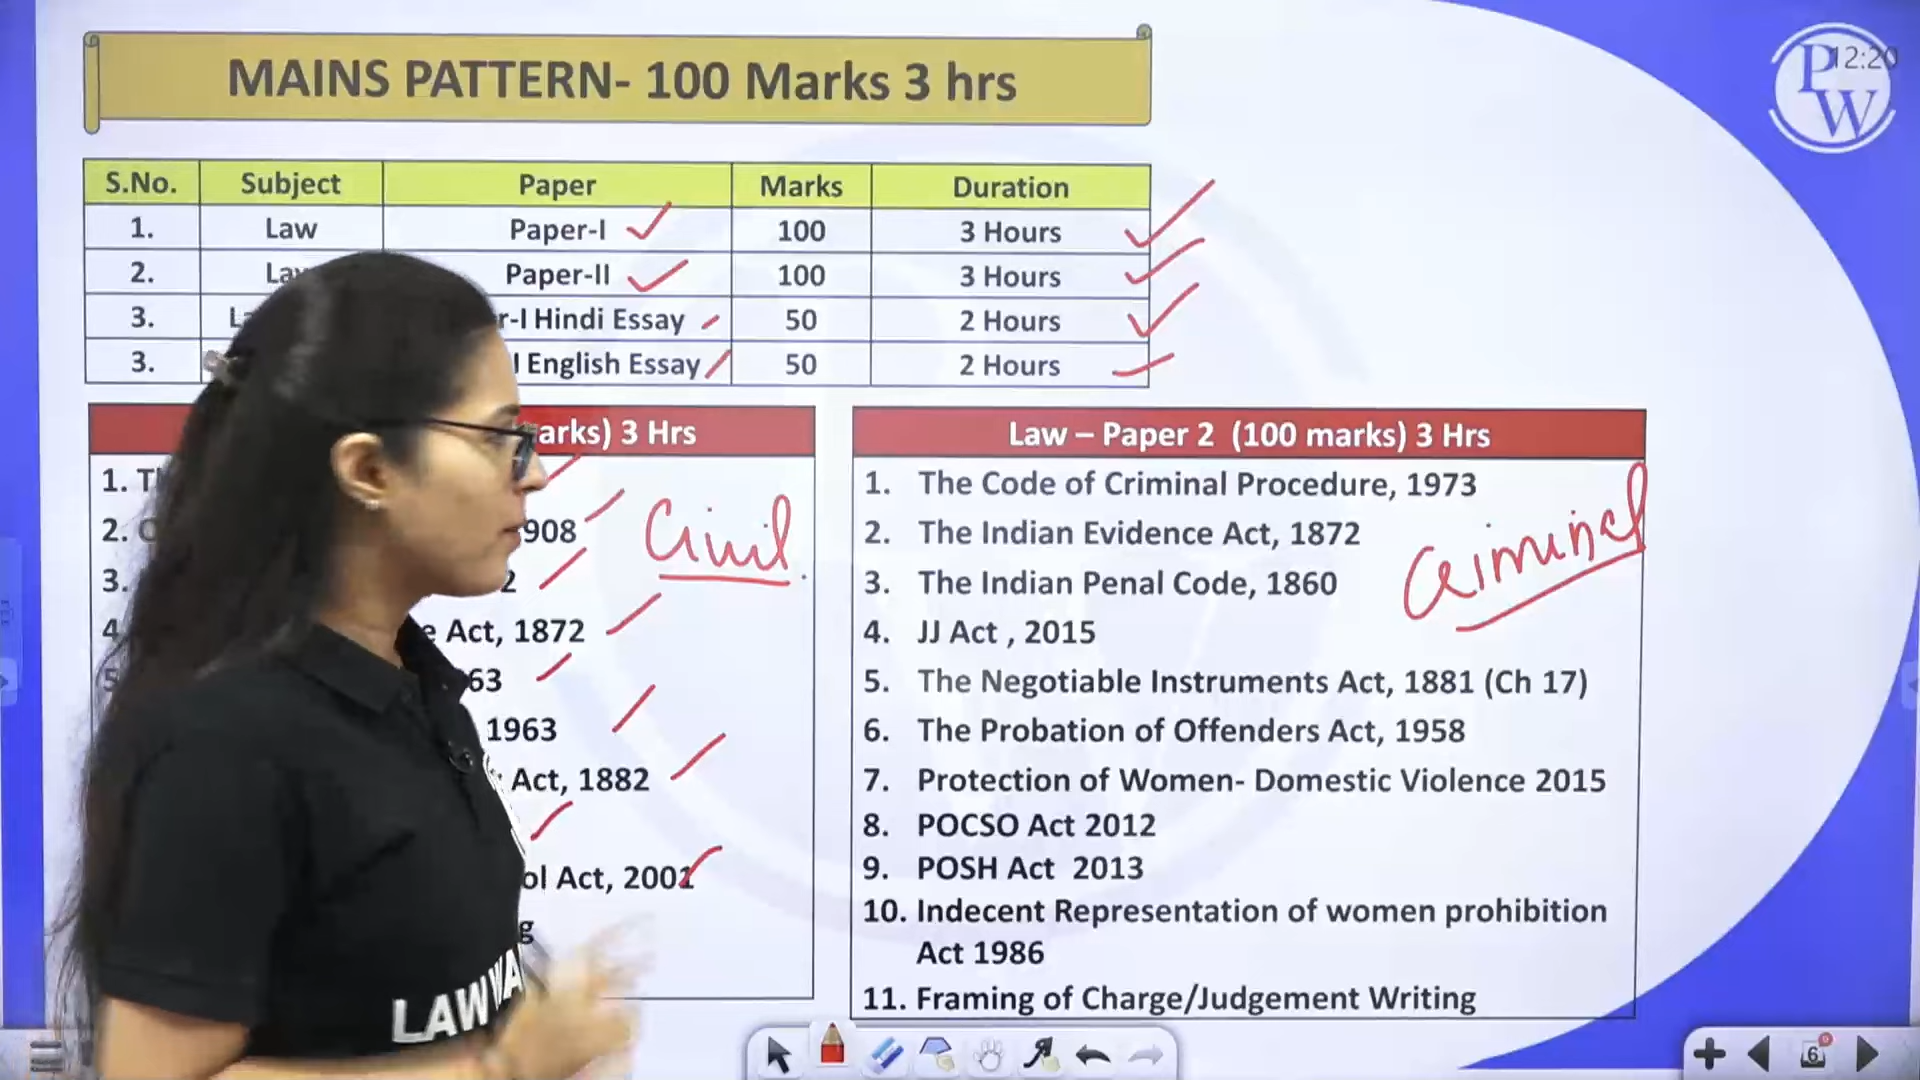 MAINS PATTERN- 100 Marks 3 hrs
PW
12:20
S.No. Subject Paper Marks Duration
1. Law Paper-I 100 3 Hours
2. Paper-II 100 3 Hours
3. Hindi Essay 50 2 Hours
3. English Essay 50 2 Hours
3 Hrs
1.
2. 908
3.
4 Act, 1872
63
1963
Act, 1882
Act, 2001
Civil
Law – Paper 2 (100 marks) 3 Hrs
1. The Code of Criminal Procedure, 1973
2. The Indian Evidence Act, 1872
3. The Indian Penal Code, 1860
4. JJ Act , 2015
5. The Negotiable Instruments Act, 1881 (Ch 17)
6. The Probation of Offenders Act, 1958
7. Protection of Women- Domestic Violence 2015
8. POCSO Act 2012
9. POSH Act 2013
10. Indecent Representation of women prohibition
Act 1986
11. Framing of Charge/Judgement Writing
Criminal
LAW WA
6